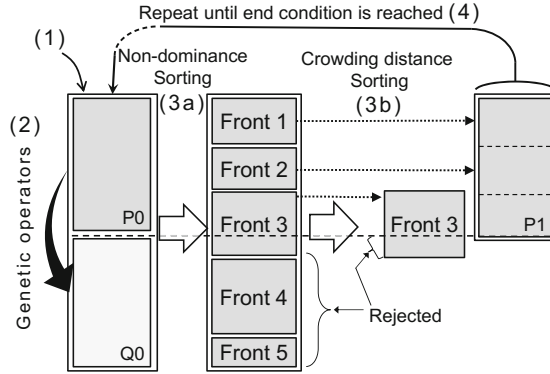 Repeat until end condition is reached (4)
(1)
Non-dominance
Sorting
(3a)
Crowding distance
Sorting
(3b)
(2)
Genetic operators
P0
Q0
Front 1
Front 2
Front 3
Front 4
Front 5
Front 3
P1
Rejected